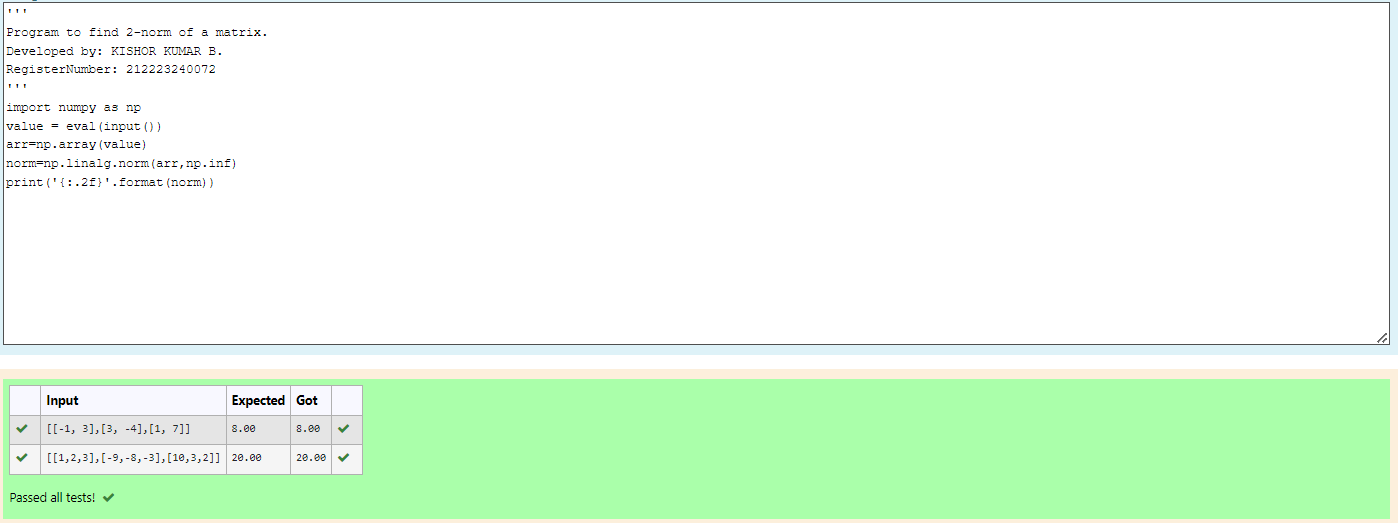 '''
Program to find 2-norm of a matrix.
Developed by: KISHOR KUMAR B.
RegisterNumber: 212223240072
'''
import numpy as np
value = eval(input())
arr=np.array(value)
norm=np.linalg.norm(arr,np.inf)
print('{:.2f}'.format(norm))
Input Expected Got
[[-1, 3],[3, -4],[1, 7]] 8.00 8.00
[[1,2,3],[-9,-8,-3],[10,3,2]] 20.00 20.00
Passed all tests!